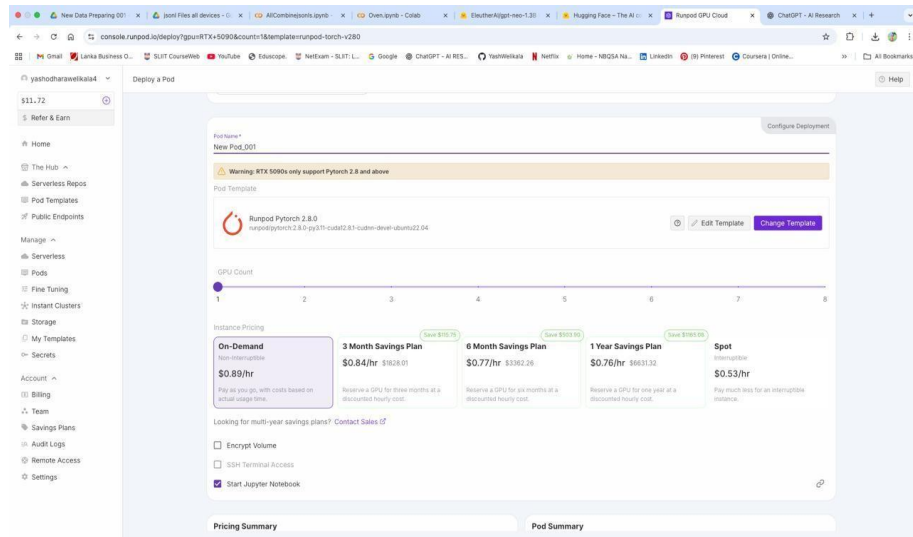 New Data Preparing 001
jsonl Files all devices - G
AllCombinejsonls.ipynb -
Oven.ipynb - Colab
EleutherAI/gpt-neo-1.3B
Hugging Face – The AI c
Runpod GPU Cloud
ChatGPT - AI Research
console.runpod.io/deploy?gpu=RTX+5090&count=1&template=runpod-torch-v280
Gmail
Lanka Business O...
SLIIT CourseWeb
YouTube
Eduscope.
NetExam - SLIIT: L...
Google
ChatGPT - AI RES...
YashWelikala
Netflix
Home - NBQSA Na...
LinkedIn
(9) Pinterest
Coursera | Online...
All Bookmarks
yashodharawelikala4
Deploy a Pod
Help
$11.72
Refer & Earn
Home
The Hub
Serverless Repos
Pod Templates
Public Endpoints
Manage
Serverless
Pods
Fine Tuning
Instant Clusters
Storage
My Templates
Secrets
Account
Billing
Team
Savings Plans
Audit Logs
Remote Access
Settings
Configure Deployment
Pod Name *
New Pod_001
Warning: RTX 5090s only support Pytorch 2.8 and above
Pod Template
Runpod Pytorch 2.8.0
runpod/pytorch:2.8.0-py3.11-cuda12.8.1-cudnn-devel-ubuntu22.04
Edit Template
Change Template
GPU Count
1 2 3 4 5 6 7 8
Instance Pricing
On-Demand
Non-Interruptible
$0.89/hr
Pay as you go, with costs based on
actual usage time.
Save $115.75
3 Month Savings Plan
$0.84/hr $1828.01
Reserve a GPU for three months at a
discounted hourly cost.
6 Month Savings Plan
$0.77/hr $3362.26
Reserve a GPU for six months at a
discounted hourly cost.
1 Year Savings Plan
$0.76/hr $6631.32
Reserve a GPU for one year at a
discounted hourly cost.
Spot
Interruptible
$0.53/hr
Pay much less for an interruptible
instance.
Looking for multi-year savings plans? Contact Sales
Encrypt Volume
SSH Terminal Access
Start Jupyter Notebook
Pricing Summary
Pod Summary